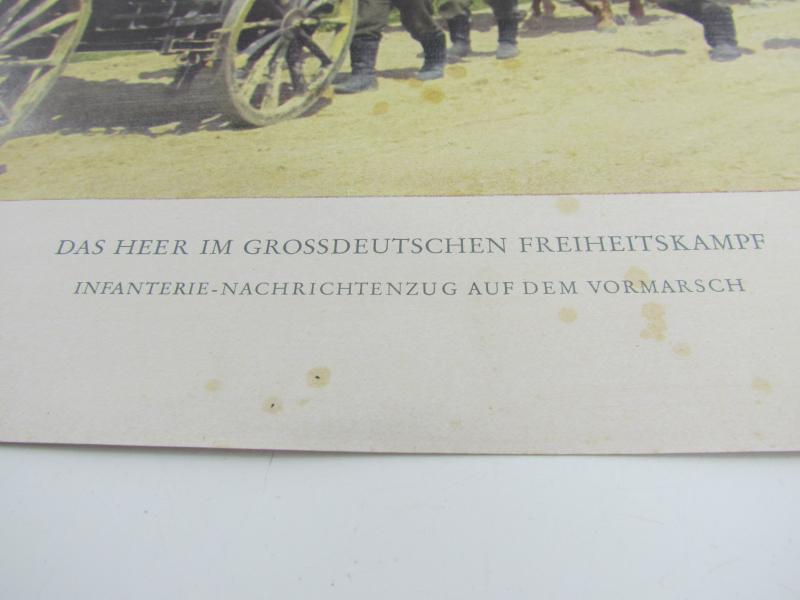 DAS HEER IM GROSSDEUTSCHEN FREIHEITSKAMPF
INFANTERIE-NACHRICHTENZUG AUF DEM VORMARSCH